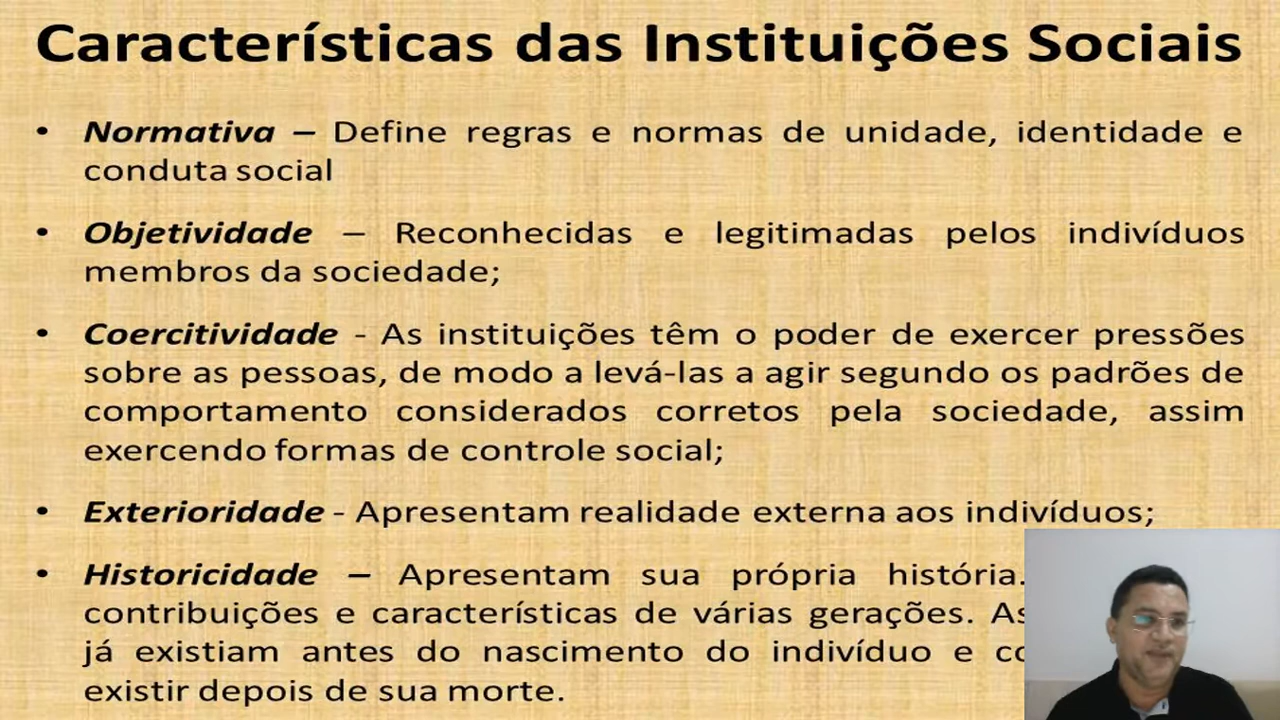 Características das Instituições Sociais
• Normativa – Define regras e normas de unidade, identidade e
conduta social
• Objetividade – Reconhecidas e legitimadas pelos indivíduos
membros da sociedade;
• Coercitividade - As instituições têm o poder de exercer pressões
sobre as pessoas, de modo a levá-las a agir segundo os padrões de
comportamento considerados corretos pela sociedade, assim
exercendo formas de controle social;
• Exterioridade - Apresentam realidade externa aos indivíduos;
• Historicidade – Apresentam sua própria história.
contribuições e características de várias gerações.
já existiam antes do nascimento do indivíduo e
existir depois de sua morte.